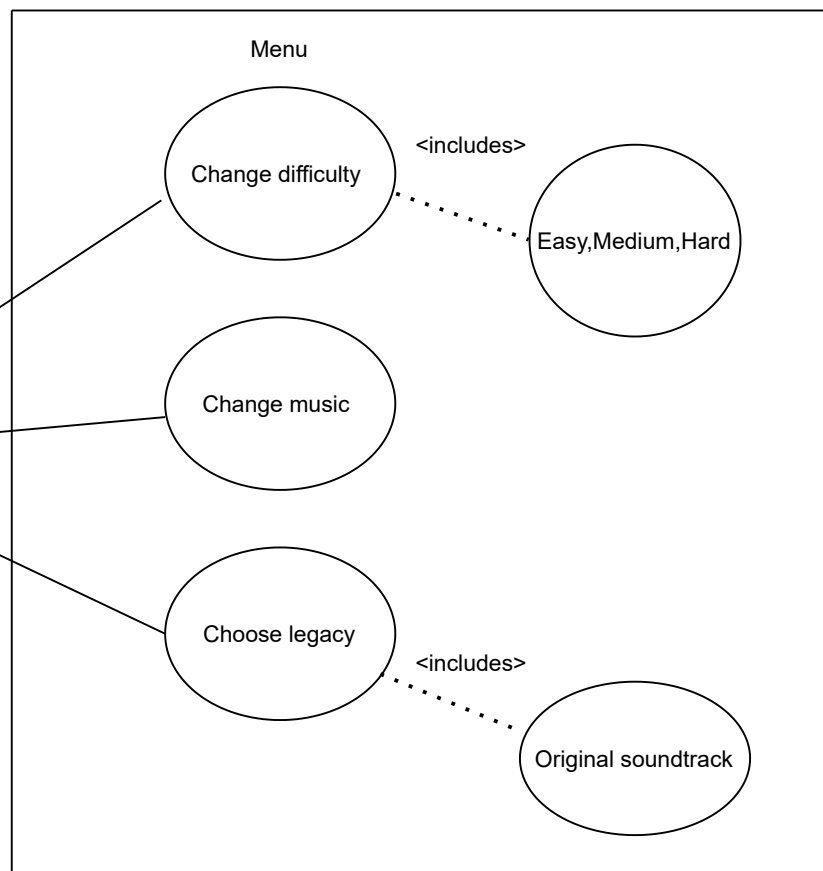 Menu
Change difficulty
<includes>
Easy,Medium,Hard
Change music
Choose legacy
<includes>
Original soundtrack